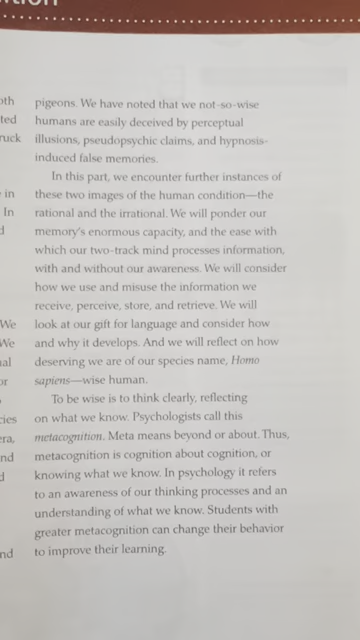 pigeons. We have noted that we not-so-wise
humans are easily deceived by perceptual
illusions, pseudopsychic claims, and hypnosis-
induced false memories.
In this part, we encounter further instances of
these two images of the human condition—the
rational and the irrational. We will ponder our
memory's enormous capacity, and the ease with
which our two-track mind processes information,
with and without our awareness. We will consider
how we use and misuse the information we
receive, perceive, store, and retrieve. We will
look at our gift for language and consider how
and why it develops. And we will reflect on how
deserving we are of our species name, Homo
sapiens—wise human.
To be wise is to think clearly, reflecting
on what we know. Psychologists call this
metacognition. Meta means beyond or about. Thus,
metacognition is cognition about cognition, or
knowing what we know. In psychology it refers
to an awareness of our thinking processes and an
understanding of what we know. Students with
greater metacognition can change their behavior
to improve their learning.
in
In
We
We